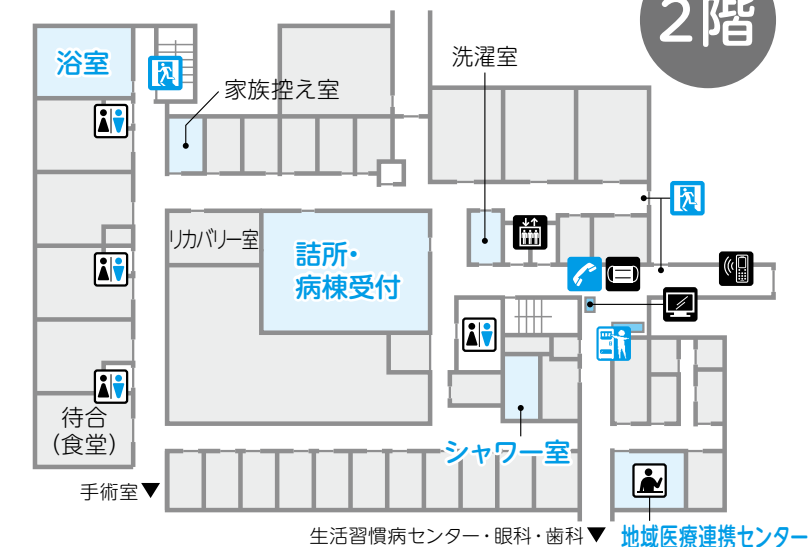 2階
浴室
洗濯室
家族控え室
リカバリー室
詰所・
病棟受付
待合
(食堂)
シャワー室
手術室▼
生活習慣病センター・眼科・歯科▼
地域医療連携センター